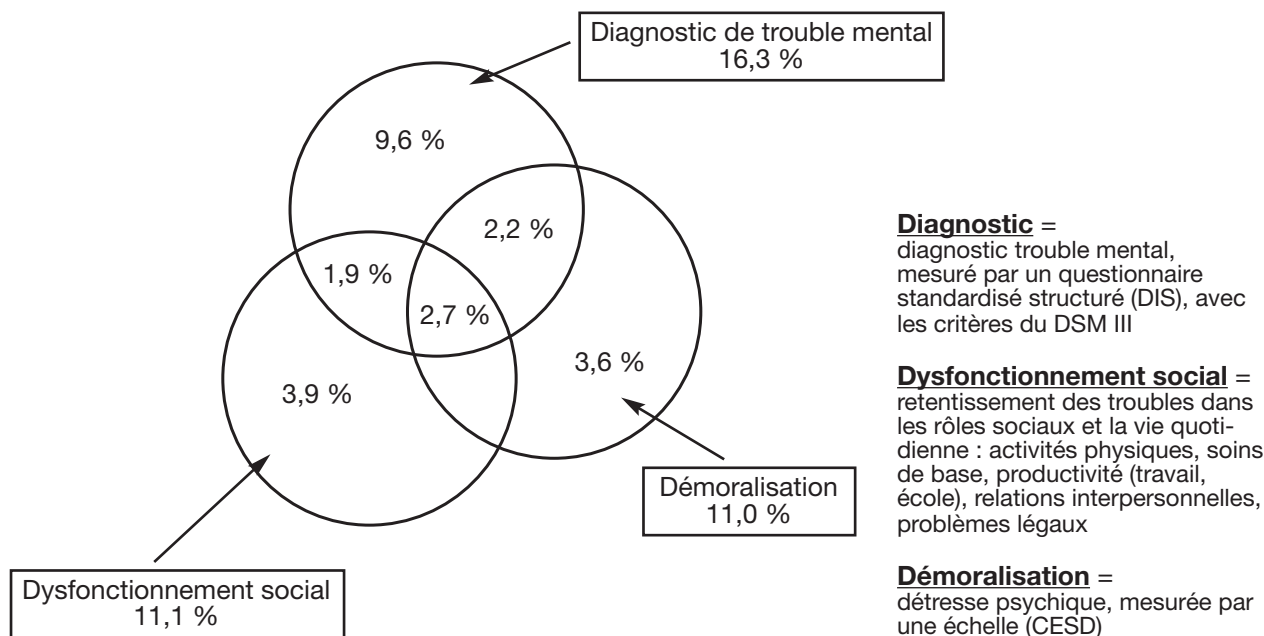 Diagnostic de trouble mental
16,3 %
9,6 %
2,2 %
1,9 %
2,7 %
3,6 %
3,9 %
Démoralisation
11,0 %
Dysfonctionnement social
11,1 %
Diagnostic =
diagnostic trouble mental,
mesuré par un questionnaire
standardisé structuré (DIS), avec
les critères du DSM III
Dysfonctionnement social =
retentissement des troubles dans
les rôles sociaux et la vie quoti-
dienne : activités physiques, soins
de base, productivité (travail,
école), relations interpersonnelles,
problèmes légaux
Démoralisation =
détresse psychique, mesurée par
une échelle (CESD)